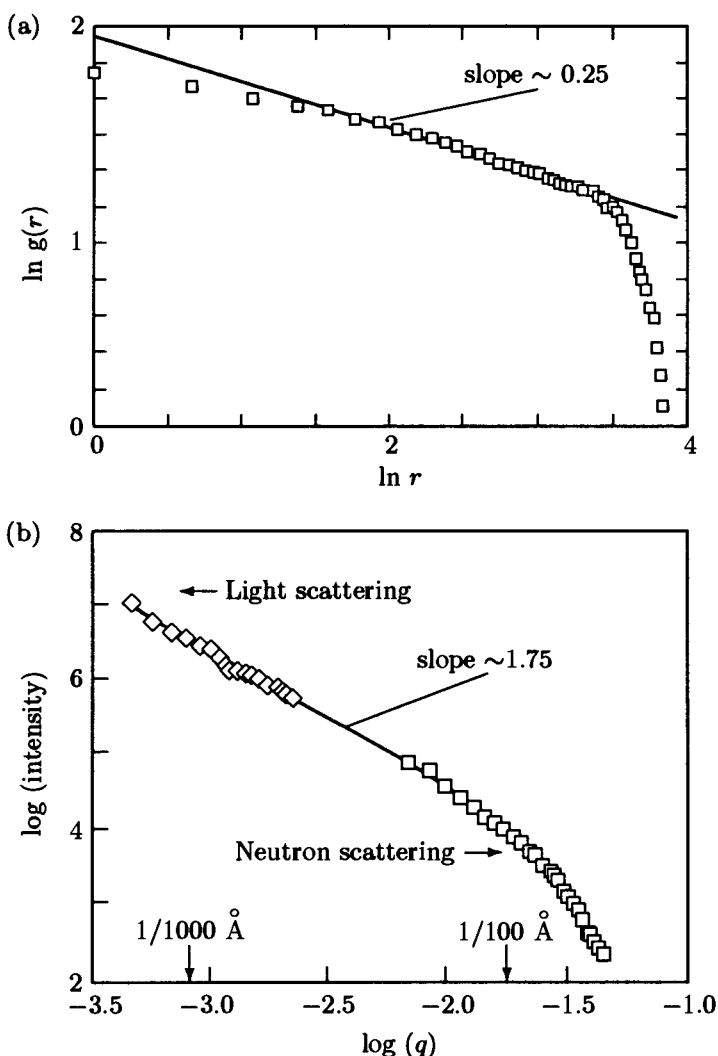 (a)
2
slope ~ 0.25
ln g(r)
1
0
0
2
4
ln r
(b)
8
← Light scattering
slope ~1.75
6
log (intensity)
4
Neutron scattering →
1/1000 Å
1/100 Å
2
−3.5
−3.0
−2.5
−2.0
−1.5
−1.0
log (q)